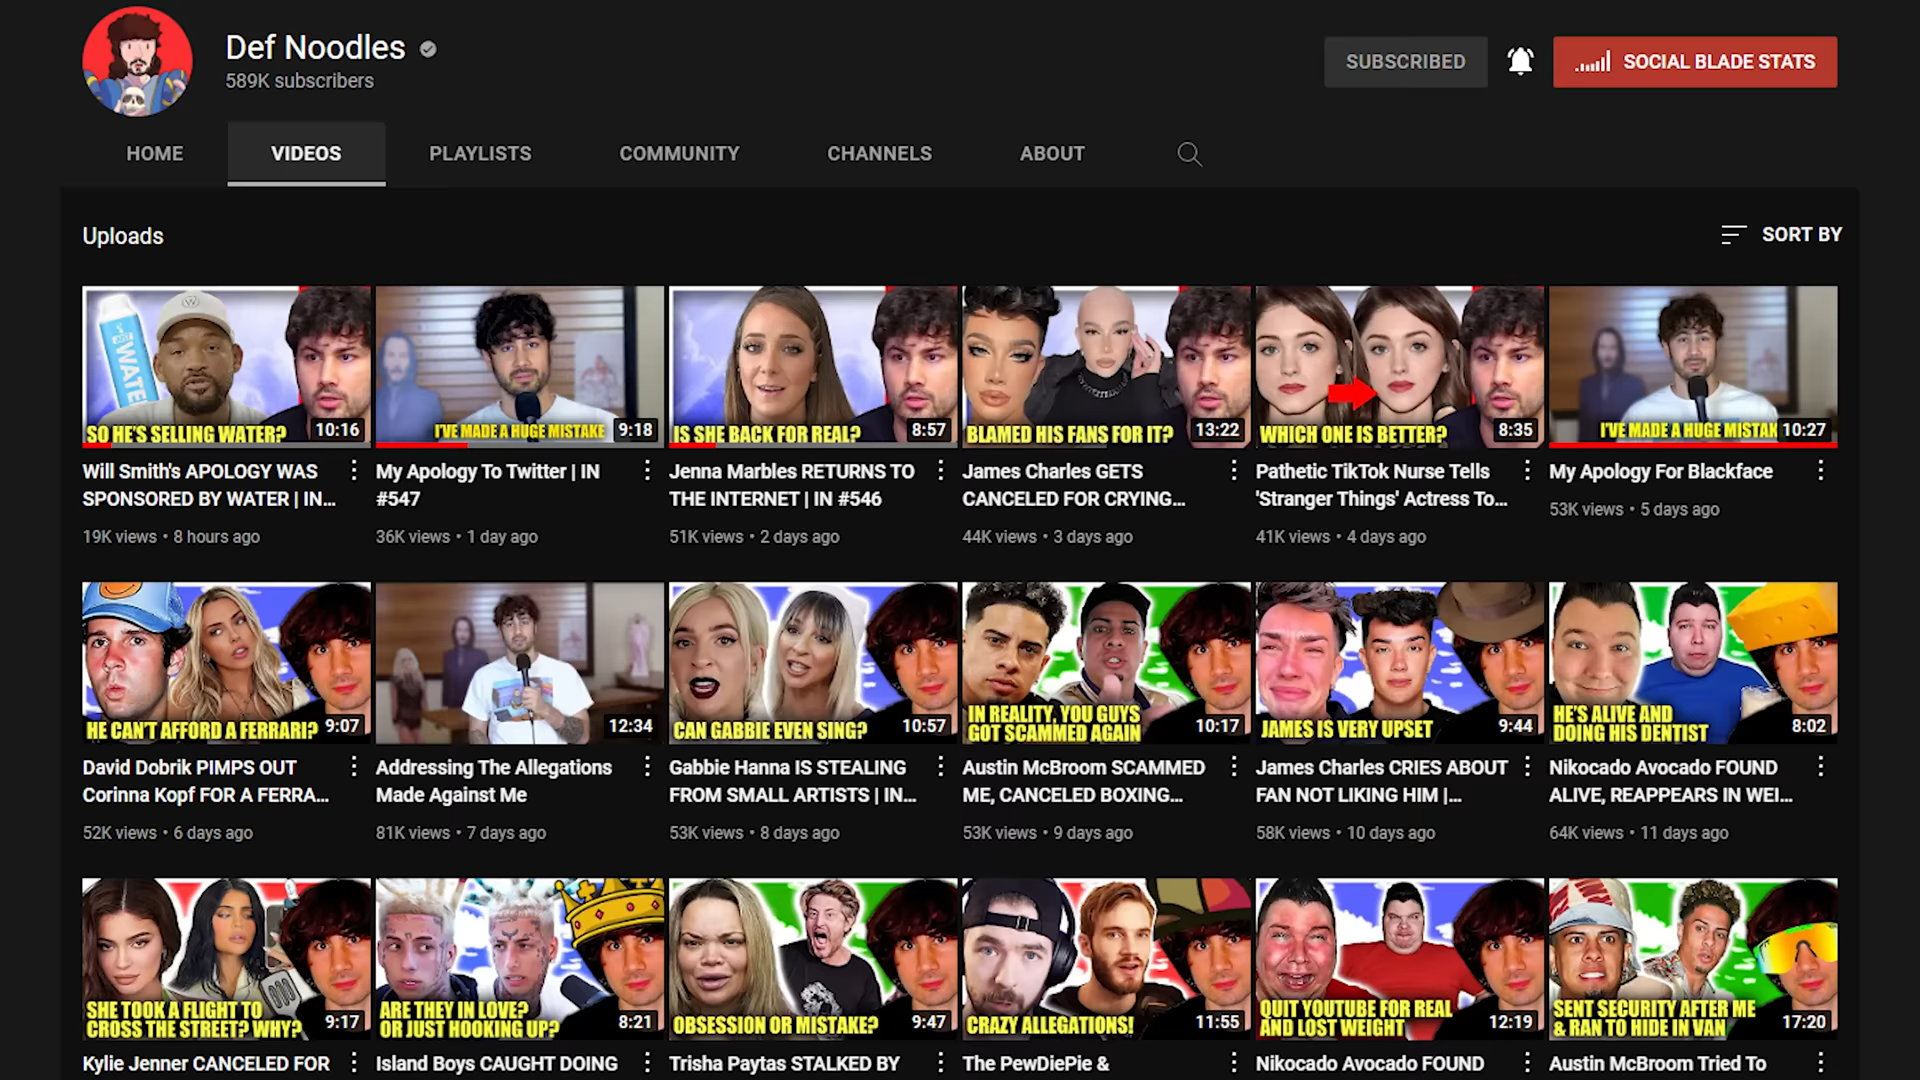 Def Noodles
589K subscribers
SUBSCRIBED
SOCIAL BLADE STATS
HOME
VIDEOS
PLAYLISTS
COMMUNITY
CHANNELS
ABOUT
Uploads
SORT BY
W
JUST
WATE
SO HE'S SELLING WATER?
10:16
I'VE MADE A HUGE MISTAKE
9:18
IS SHE BACK FOR REAL?
8:57
BLAMED HIS FANS FOR IT?
13:22
WHICH ONE IS BETTER?
8:35
I'VE MADE A HUGE MISTAK
10:27
Will Smith's APOLOGY WAS
SPONSORED BY WATER | IN...
19K views • 8 hours ago
My Apology To Twitter | IN
#547
36K views • 1 day ago
Jenna Marbles RETURNS TO
THE INTERNET | IN #546
51K views • 2 days ago
James Charles GETS
CANCELED FOR CRYING...
44K views • 3 days ago
Pathetic TikTok Nurse Tells
'Stranger Things' Actress To...
41K views • 4 days ago
My Apology For Blackface
53K views • 5 days ago
HE CAN'T AFFORD A FERRARI?
9:07
12:34
CAN GABBIE EVEN SING?
10:57
IN REALITY, YOU GUYS
GOT SCAMMED AGAIN
10:17
JAMES IS VERY UPSET
9:44
HE'S ALIVE AND
DOING HIS DENTIST
8:02
David Dobrik PIMPS OUT
Corinna Kopf FOR A FERRA...
52K views • 6 days ago
Addressing The Allegations
Made Against Me
81K views • 7 days ago
Gabbie Hanna IS STEALING
FROM SMALL ARTISTS | IN...
53K views • 8 days ago
Austin McBroom SCAMMED
ME, CANCELED BOXING...
53K views • 9 days ago
James Charles CRIES ABOUT
FAN NOT LIKING HIM |...
58K views • 10 days ago
Nikocado Avocado FOUND
ALIVE, REAPPEARS IN WEI...
64K views • 11 days ago
SHE TOOK A FLIGHT TO
CROSS THE STREET? WHY?
9:17
ARE THEY IN LOVE?
OR JUST HOOKING UP?
8:21
OBSESSION OR MISTAKE?
9:47
CRAZY ALLEGATIONS!
11:55
QUIT YOUTUBE FOR REAL
AND LOST WEIGHT
12:19
SENT SECURITY AFTER ME
& RAN TO HIDE IN VAN
17:20
Kylie Jenner CANCELED FOR
Island Boys CAUGHT DOING
Trisha Paytas STALKED BY
The PewDiePie &
Nikocado Avocado FOUND
Austin McBroom Tried To